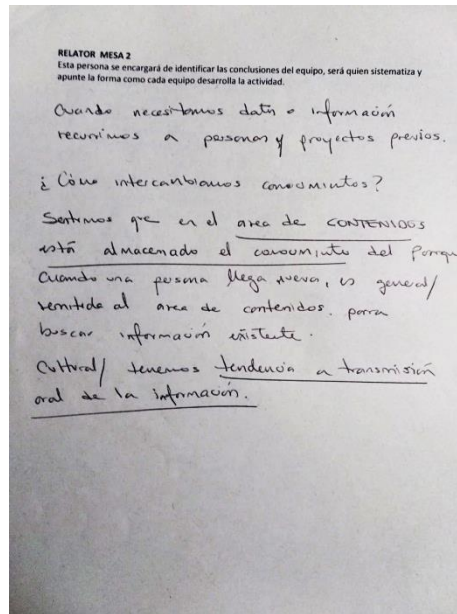 RELATOR MESA 2
Esta persona se encargará de identificar las conclusiones del equipo, será quien sistematiza y
apunte la forma como cada equipo desarrolla la actividad.
Cuando necesitamos datos o información
recurrimos a personas y proyectos previos.
¿Cómo intercambiamos conocimientos?
Sentimos que en el area de CONTENIDOS
está almacenado el conocimiento del Parque
Cuando una persona llega nueva, es general/
remitida al area de contenidos. para
buscar información existente.
Cultural/ tenemos tendencia a transmisión
oral de la información.